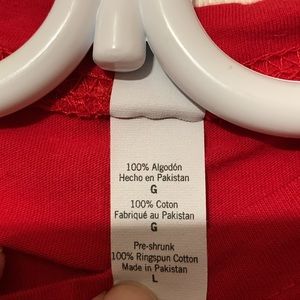 100% Algodón
Hecho en Pakistan
G
100% Coton
Fabriqué au Pakistan
G
Pre-shrunk
100% Ringspun Cotton
Made in Pakistan
L